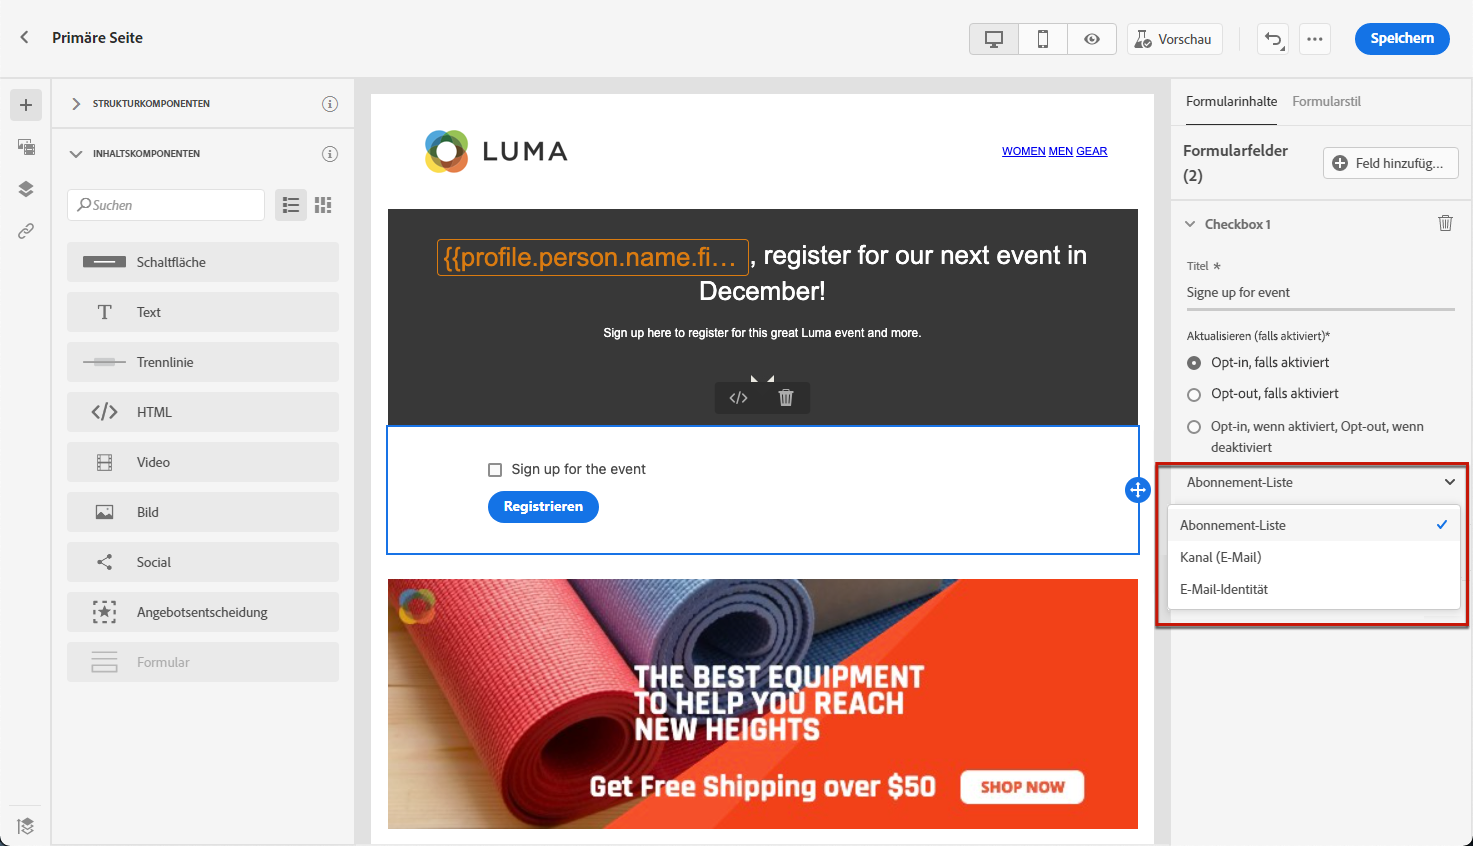 Primäre Seite
Vorschau
Speichern
STRUKTURKOMPONENTEN
INHALTSKOMPONENTEN
Suchen
Schaltfläche
Text
Trennlinie
HTML
Video
Bild
Social
Angebotsentscheidung
Formular
LUMA
WOMEN MEN GEAR
{{profile.person.name.fi... , register for our next event in
December!
Sign up here to register for this great Luma event and more.
Sign up for the event
Registrieren
THE BEST EQUIPMENT
TO HELP YOU REACH
NEW HEIGHTS
Get Free Shipping over $50
SHOP NOW
Formularinhalte
Formularstil
Formularfelder
(2)
Feld hinzufüg...
Checkbox 1
Titel *
Signe up for event
Aktualisieren (falls aktiviert)*
Opt-in, falls aktiviert
Opt-out, falls aktiviert
Opt-in, wenn aktiviert, Opt-out, wenn
deaktiviert
Abonnement-Liste
Abonnement-Liste
Kanal (E-Mail)
E-Mail-Identität